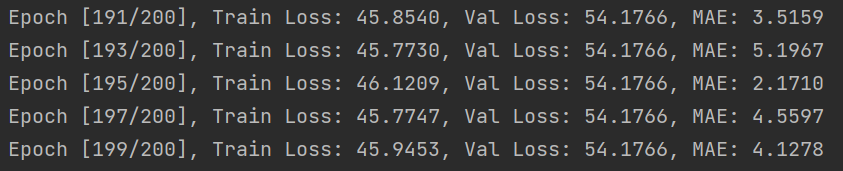 Epoch [191/200], Train Loss: 45.8540, Val Loss: 54.1766, MAE: 3.5159
Epoch [193/200], Train Loss: 45.7730, Val Loss: 54.1766, MAE: 5.1967
Epoch [195/200], Train Loss: 46.1209, Val Loss: 54.1766, MAE: 2.1710
Epoch [197/200], Train Loss: 45.7747, Val Loss: 54.1766, MAE: 4.5597
Epoch [199/200], Train Loss: 45.9453, Val Loss: 54.1766, MAE: 4.1278